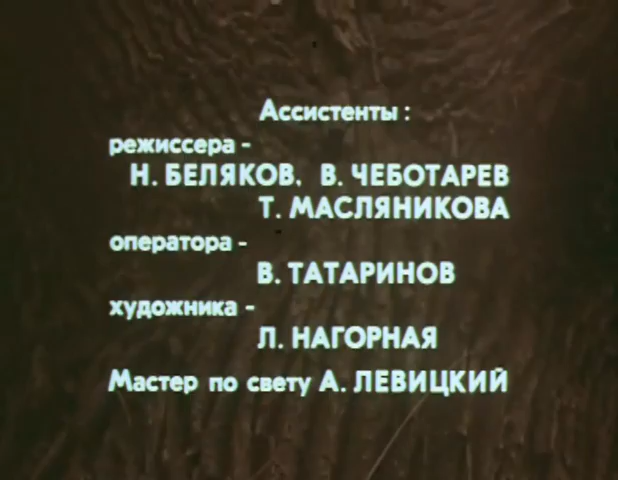 Ассистенты:
режиссера -
Н. БЕЛЯКОВ, В. ЧЕБОТАРЕВ
Т. МАСЛЯНИКОВА
оператора -
В. ТАТАРИНОВ
художника -
Л. НАГОРНАЯ
Мастер по свету А. ЛЕВИЦКИЙ